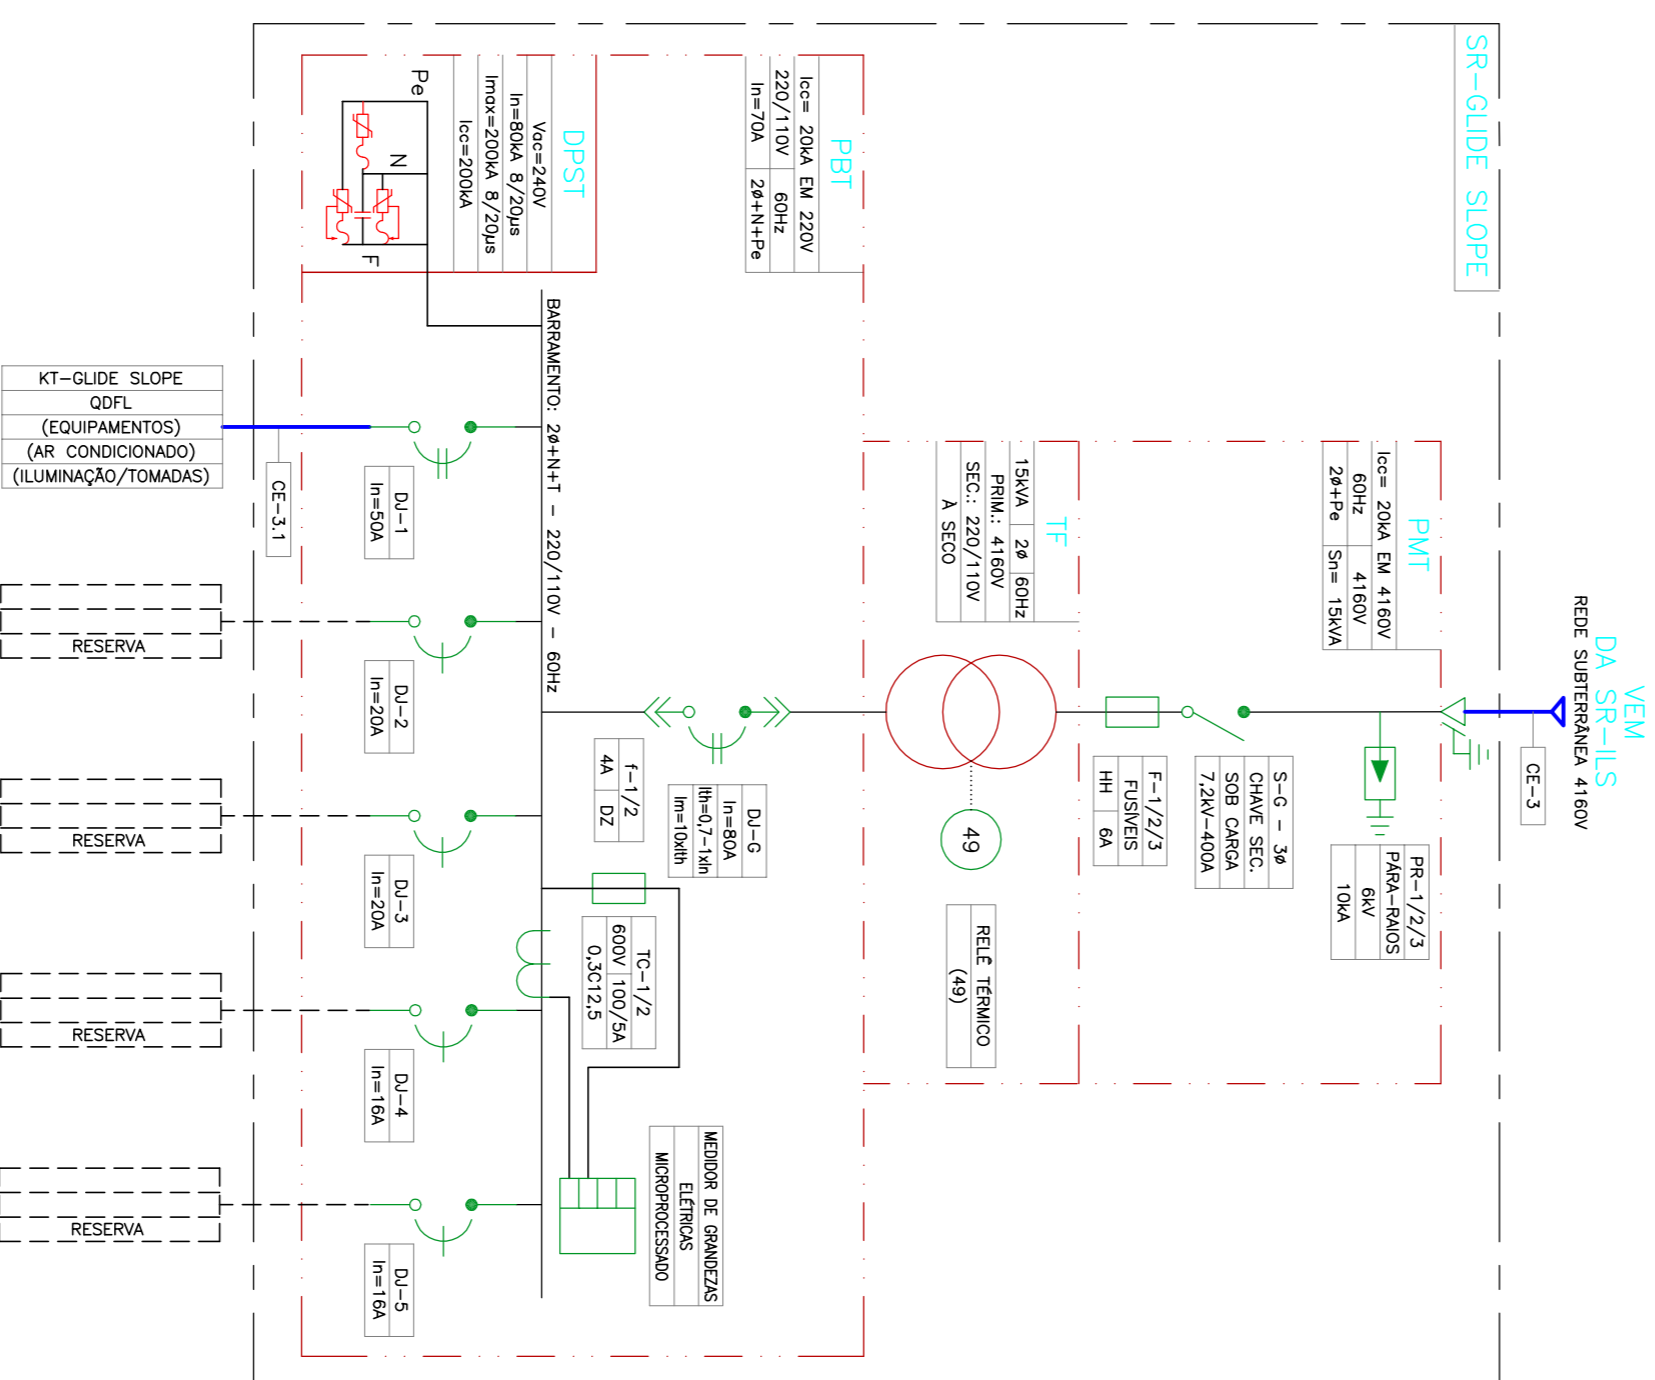 SR-GLIDE SLOPE
VEM
DA SR-ILS
REDE SUBTERRÂNEA 4160V
CE-3
PMT
Icc= 20kA EM 4160V
60Hz 4160V
2ø+Pe Sn= 15kVA
PR-1/2/3
PÁRA-RAIOS
6kV
10kA
S-G - 3ø
CHAVE SEC.
SOB CARGA
7,2kV-400A
F-1/2/3
FUSÍVEIS
HH 6A
TF
15kVA 2ø 60Hz
PRIM.: 4160V
SEC.: 220/110V
À SECO
49
RELÉ TÉRMICO
(49)
PBT
Icc= 20kA EM 220V
220/110V 60Hz
In=70A 2ø+N+Pe
DJ-G
In=80A
Ith=0,7-1xIn
Im=10xIth
f-1/2
4A DZ
TC-1/2
600V 100/5A
0,3C12,5
MEDIDOR DE GRANDEZAS
ELÉTRICAS
MICROPROCESSADO
DPST
Vac=240V
In=80kA 8/20µs
Imax=200kA 8/20µs
Icc=200kA
Pe
N
F
BARRAMENTO: 2ø+N+T - 220/110V - 60Hz
DJ-1
In=50A
DJ-2
In=20A
DJ-3
In=20A
DJ-4
In=16A
DJ-5
In=16A
CE-3.1
KT-GLIDE SLOPE
QDFL
(EQUIPAMENTOS)
(AR CONDICIONADO)
(ILUMINAÇÃO/TOMADAS)
RESERVA
RESERVA
RESERVA
RESERVA